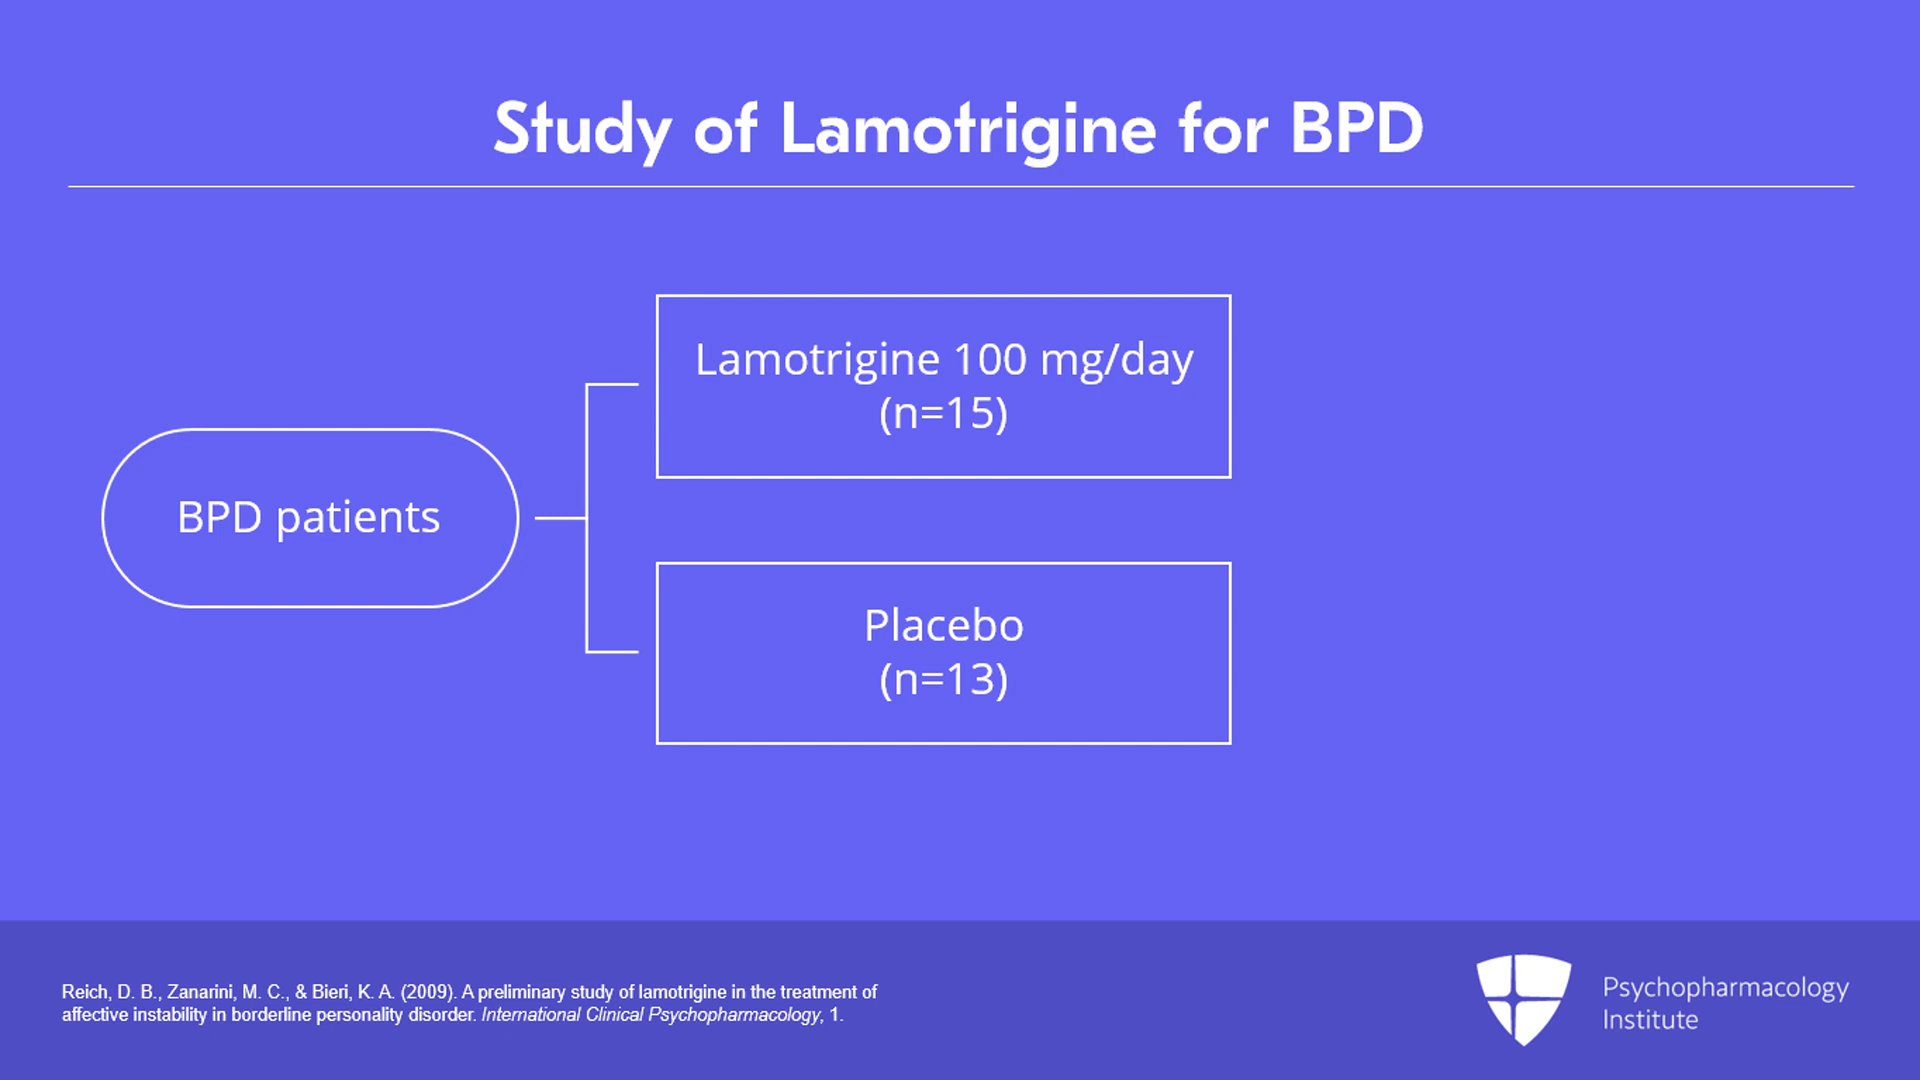 Study of Lamotrigine for BPD
BPD patients
Lamotrigine 100 mg/day
(n=15)
Placebo
(n=13)
Reich, D. B., Zanarini, M. C., & Bieri, K. A. (2009). A preliminary study of lamotrigine in the treatment of
affective instability in borderline personality disorder. International Clinical Psychopharmacology, 1.
Psychopharmacology
Institute